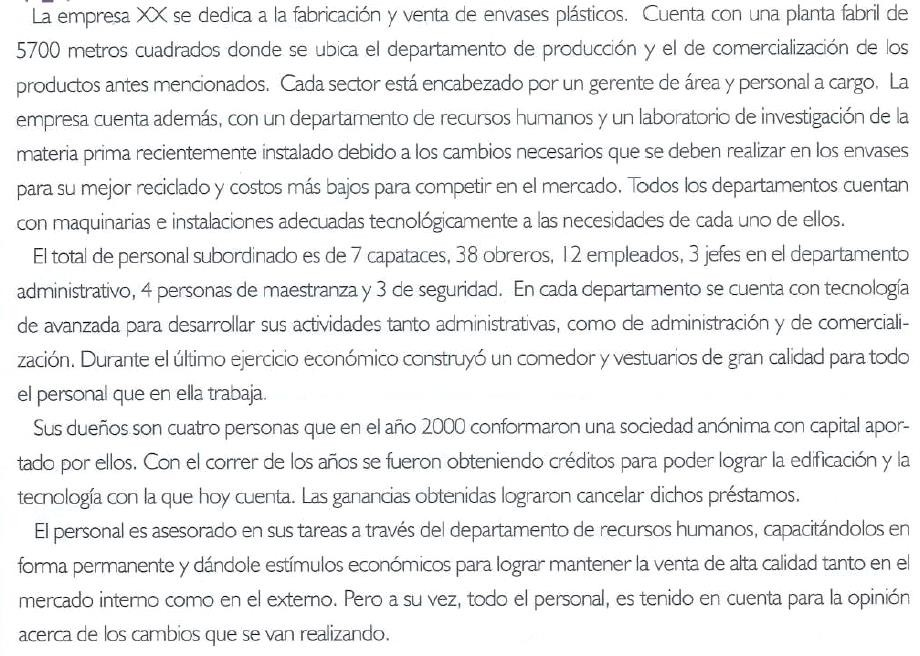 La empresa XX se dedica a la fabricación y venta de envases plásticos.  Cuenta con una planta fabril de
5700 metros cuadrados donde se ubica el departamento de producción y el de comercialización de los
productos antes mencionados.  Cada sector está encabezado por un gerente de área y personal a cargo.  La
empresa cuenta además, con un departamento de recursos humanos y un laboratorio de investigación de la
materia prima recientemente instalado debido a los cambios necesarios que se deben realizar en los envases
para su mejor reciclado y costos más bajos para competir en el mercado. Todos los departamentos cuentan
con maquinarias e instalaciones adecuadas tecnológicamente a las necesidades de cada uno de ellos.
El total de personal subordinado es de 7 capataces, 38 obreros, 12 empleados, 3 jefes en el departamento
administrativo, 4 personas de maestranza y 3 de seguridad.  En cada departamento se cuenta con tecnología
de avanzada para desarrollar sus actividades tanto administrativas, como de administración y de comerciali-
zación. Durante el último ejercicio económico construyó un comedor y vestuarios de gran calidad para todo
el personal que en ella trabaja.
Sus dueños son cuatro personas que en el año 2000 conformaron una sociedad anónima con capital apor-
tado por ellos. Con el correr de los años se fueron obteniendo créditos para poder lograr la edificación y la
tecnología con la que hoy cuenta. Las ganancias obtenidas lograron cancelar dichos préstamos.
El personal es asesorado en sus tareas a través del departamento de recursos humanos, capacitándolos en
forma permanente y dándole estímulos económicos para lograr mantener la venta de alta calidad tanto en el
mercado interno como en el externo. Pero a su vez, todo el personal, es tenido en cuenta para la opinión
acerca de los cambios que se van realizando.